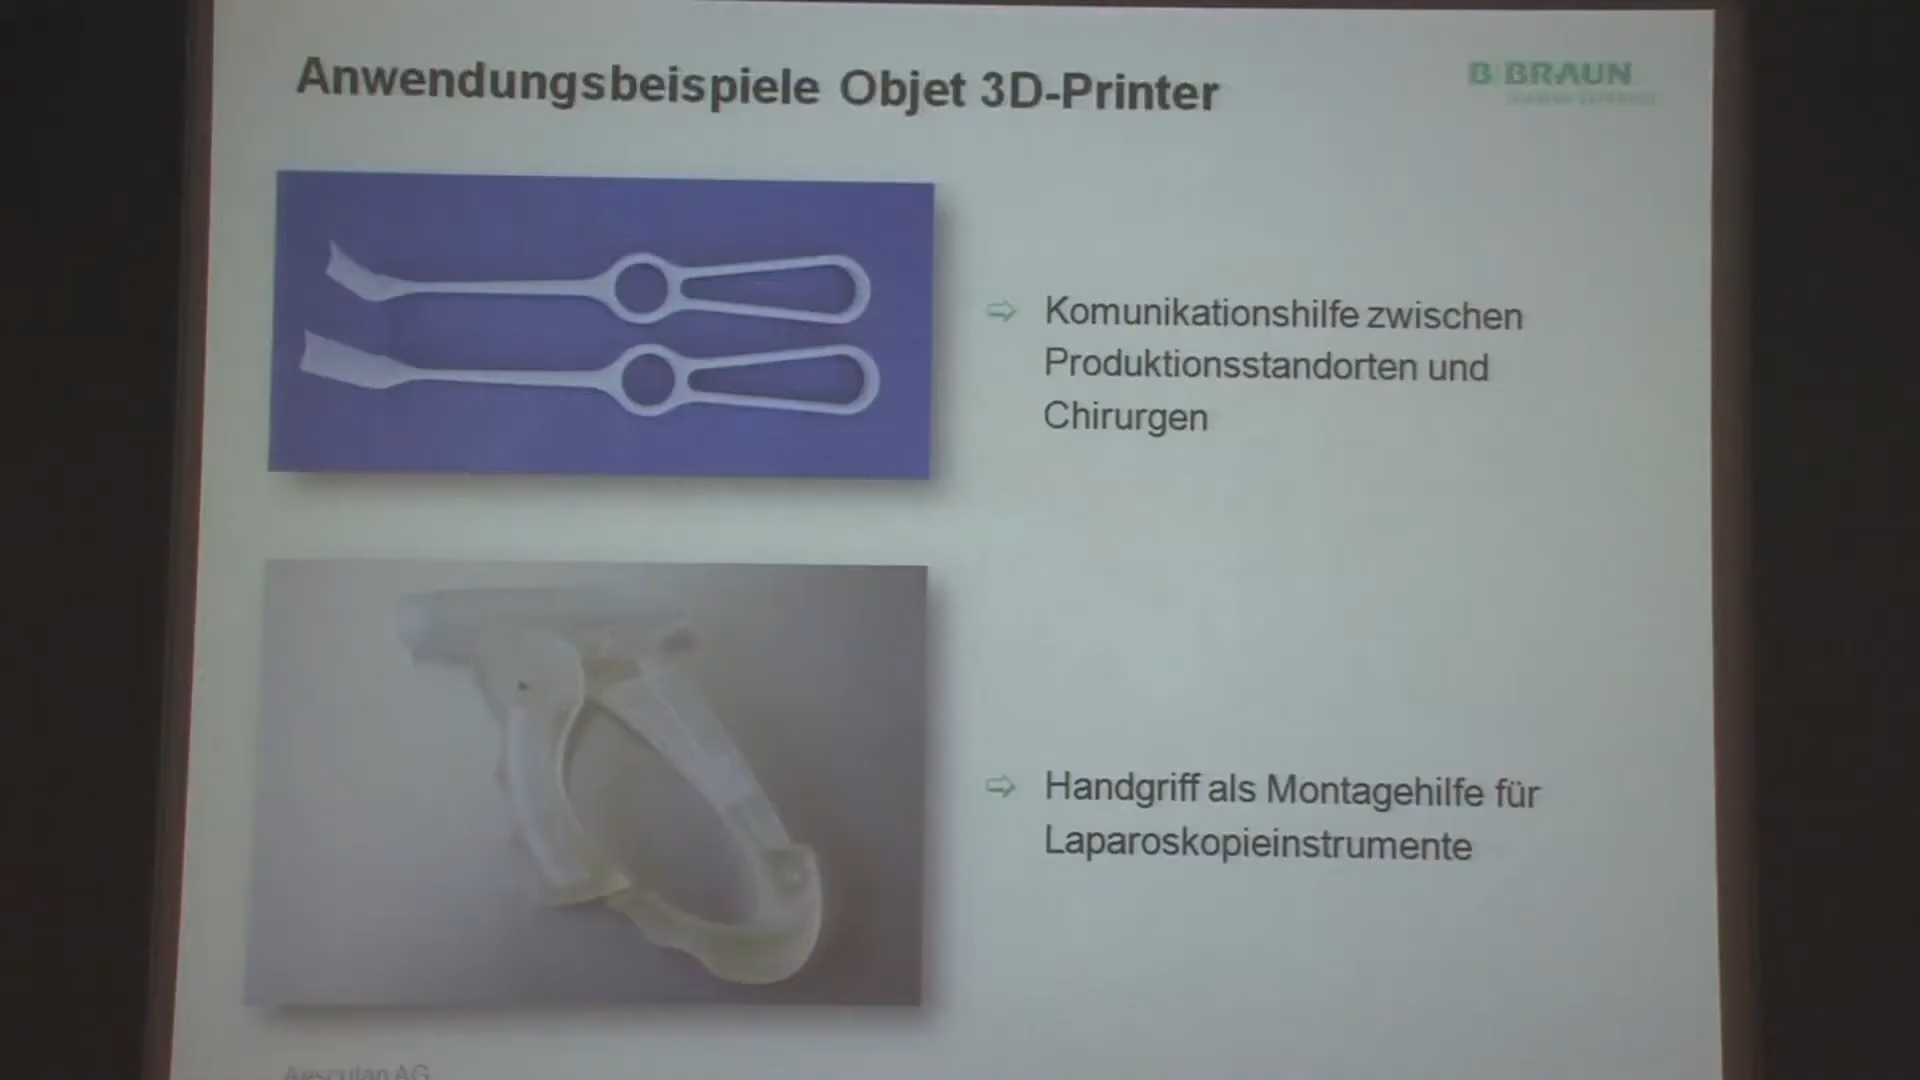 Anwendungsbeispiele Objet 3D-Printer
B BRAUN
Komunikationshilfe zwischen
Produktionsstandorten und
Chirurgen
Handgriff als Montagehilfe für
Laparoskopieinstrumente
Aesculap AG